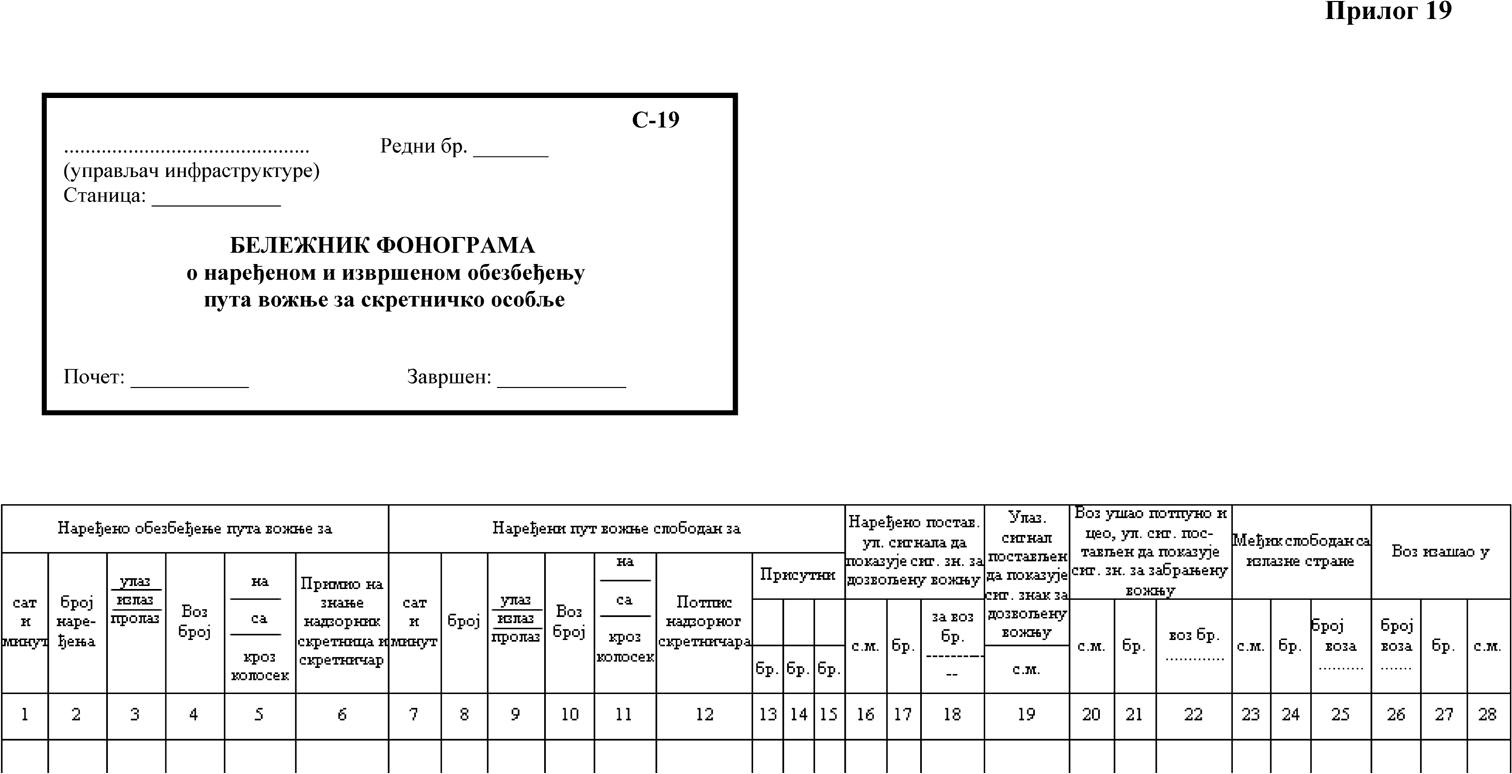 Прилог 19
С-19
.............................................. Редни бр. _______
(управљач инфраструктуре)
Станица: ____________
БЕЛЕЖНИК ФОНОГРАМА
о наређеном и извршеном обезбеђењу
пута вожње за скретничко особље
Почет: ___________ Завршен: ____________
Наређено обезбеђење пута вожње за
сат
и
минут
број
наре-
ђења
улаз
излаз
пролаз
Воз
број
на
са
кроз
колосек
Примио на
знање
надзорник
скретница и
скретничар
Наређени пут вожње слободан за
сат
и
минут
број
улаз
излаз
пролаз
Воз
број
на
са
кроз
колосек
Потпис
надзорног
скретничара
Присутни
бр. бр. бр.
Наређено постав.
ул. сигнала да
показује сиг. зн. за
дозвољену вожњу
с.м. бр.
за воз
бр.
----------
--
Улаз.
сигнал
постављен
да показује
сиг. знак за
дозвољену
вожњу
с.м.
Воз ушао потпуно и
цео, ул. сиг. пос-
тављен да показује
сиг. зн. за забрањену
вожњу
с.м. бр.
воз бр.
.............
Међик слободан са
излазне стране
с.м. бр.
број
воза
..........
Воз изашао у
број
воза
.......
бр. с.м.
1 2 3 4 5 6 7 8 9 10 11 12 13 14 15 16 17 18 19 20 21 22 23 24 25 26 27 28